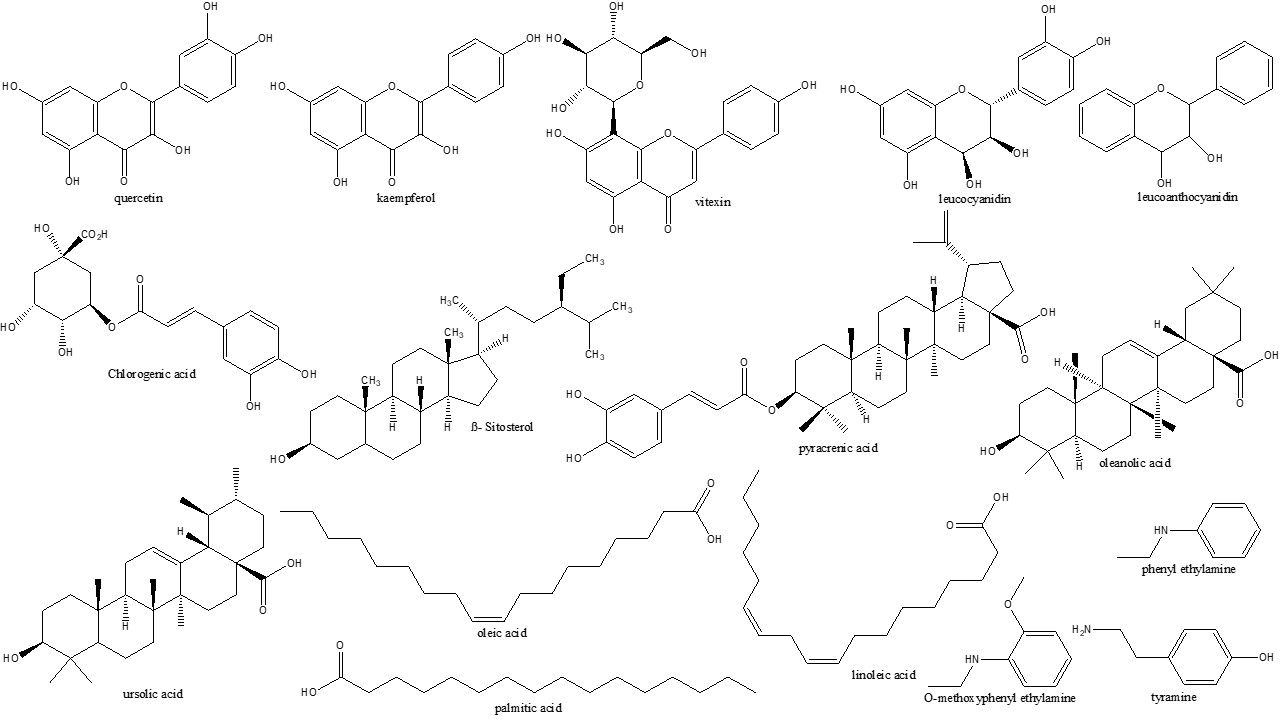 OH
OH
HO
O
OH
OH
O
quercetin
OH
HO
O
OH
OH
O
kaempferol
OH
HO
OH
O
HO
OH
HO
O
OH
O
vitexin
OH
OH
HO
O
OH
OH
OH
leucocyanidin
O
OH
OH
leucoanthocyanidin
HO
CO2H
O
HO
O
OH
OH
OH
Chlorogenic acid
CH3
H3C
CH3
CH3
H
CH3
CH3
H
H
H
HO
ß- Sitosterol
H
OH
O
H
H
O
H
O
HO
HO
pyracrenic acid
H
H
OH
O
HO
H
oleanolic acid
H
OH
O
H
HO
ursolic acid
O
OH
oleic acid
O
HO
palmitic acid
OH
O
linoleic acid
HN
phenyl ethylamine
O
HN
O-methoxyphenyl ethylamine
H2N
OH
tyramine